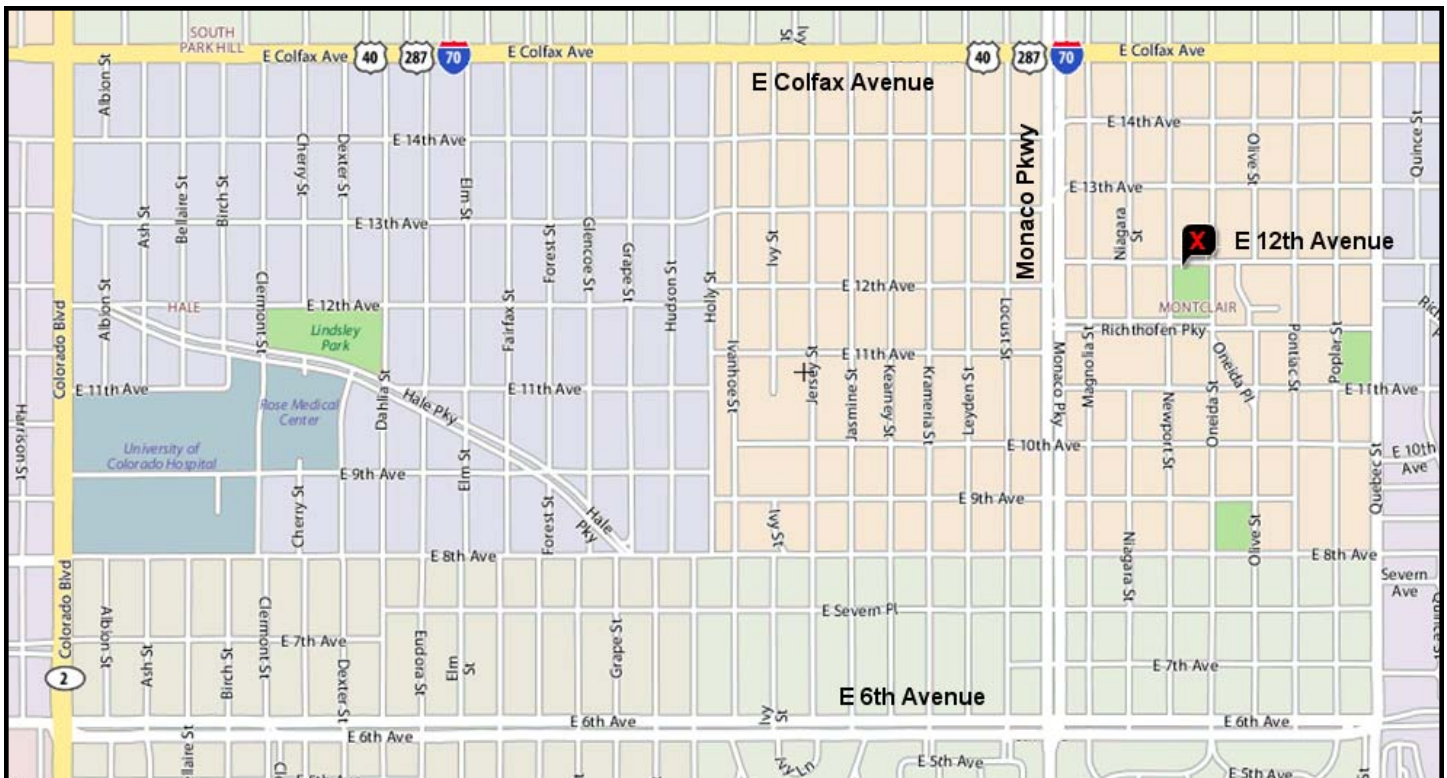 SOUTH
PARK HILL
E Colfax Ave
40
287
70
E Colfax Ave
Ivy
St
40
287
70
E Colfax Ave
E Colfax Avenue
Albion St
E 14th Ave
E 14th Ave
Monaco Pkwy
Quince St
Cherry St
Dexter St
Olive St
Ash St
Bellaire St
Birch St
Elm St
E 13th Ave
E 13th Ave
Forest St
Glencoe St
Grape St
Ivy St
Niagara
St
X
E 12th Avenue
Albion St
HALE
Clermont St
E 12th Ave
Fairfax St
Hudson St
Holly St
E 12th Ave
Locust St
MONTCLAIR
Colorado Blvd
Lindsley
Park
Richthofen Pky
E 11th Ave
Ivanhoe St
Jersey St
Monaco Pky
Magnolia St
Oneida Pl
Pontiac St
Poplar St
E 11th Ave
Dahlia St
Hale Pky
E 11th Ave
E 11th Ave
Harrison St
Rose Medical
Center
Jasmine St
Kearney St
Krameria St
Leyden St
Newport St
Oneida St
University of
Colorado Hospital
E 10th Ave
E 10th
Ave
E 9th Ave
Elm St
Quebec St
Cherry St
Forest St
Hale
Pky
Ivy St
E 9th Ave
Niagara St
Olive St
E 8th Ave
E 8th Ave
Colorado Blvd
Severn
Ave
Albion St
Clermont St
E Severn Pl
E 7th Ave
Ash St
Birch St
Dexter St
Eudora St
Elm
St
Grape St
E 7th Ave
2
E 6th Avenue
Ivy
St
E 6th Ave
E 6th Ave
E 6th Ave
Ivy Ln
E 5th Ave
E 5th Ave